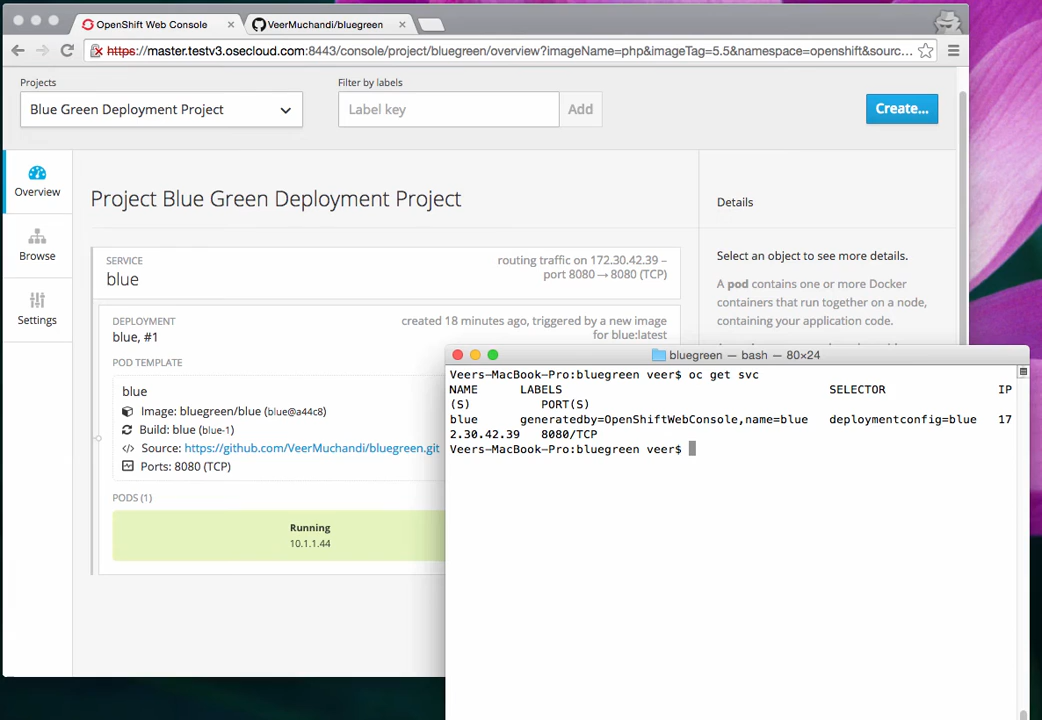 OpenShift Web Console
VeerMuchandi/bluegreen
https://master.testv3.osecloud.com:8443/console/project/bluegreen/overview?imageName=php&imageTag=5.5&namespace=openshift&sourc...
Projects
Filter by labels
Blue Green Deployment Project
Label key
Add
Create...
Overview
Browse
Settings
Project Blue Green Deployment Project
SERVICE
blue
routing traffic on 172.30.42.39 –
port 8080 → 8080 (TCP)
DEPLOYMENT
blue, #1
created 18 minutes ago, triggered by a new image
for blue:latest
POD TEMPLATE
blue
Image: bluegreen/blue (blue@a44c8)
Build: blue (blue-1)
Source: https://github.com/VeerMuchandi/bluegreen.git
Ports: 8080 (TCP)
PODS (1)
Running
10.1.1.44
Details
Select an object to see more details.
A pod contains one or more Docker
containers that run together on a node,
containing your application code.
bluegreen — bash — 80×24
Veers-MacBook-Pro:bluegreen veer$ oc get svc
NAME LABELS SELECTOR IP
(S) PORT(S)
blue generatedby=OpenShiftWebConsole,name=blue deploymentconfig=blue 17
2.30.42.39 8080/TCP
Veers-MacBook-Pro:bluegreen veer$